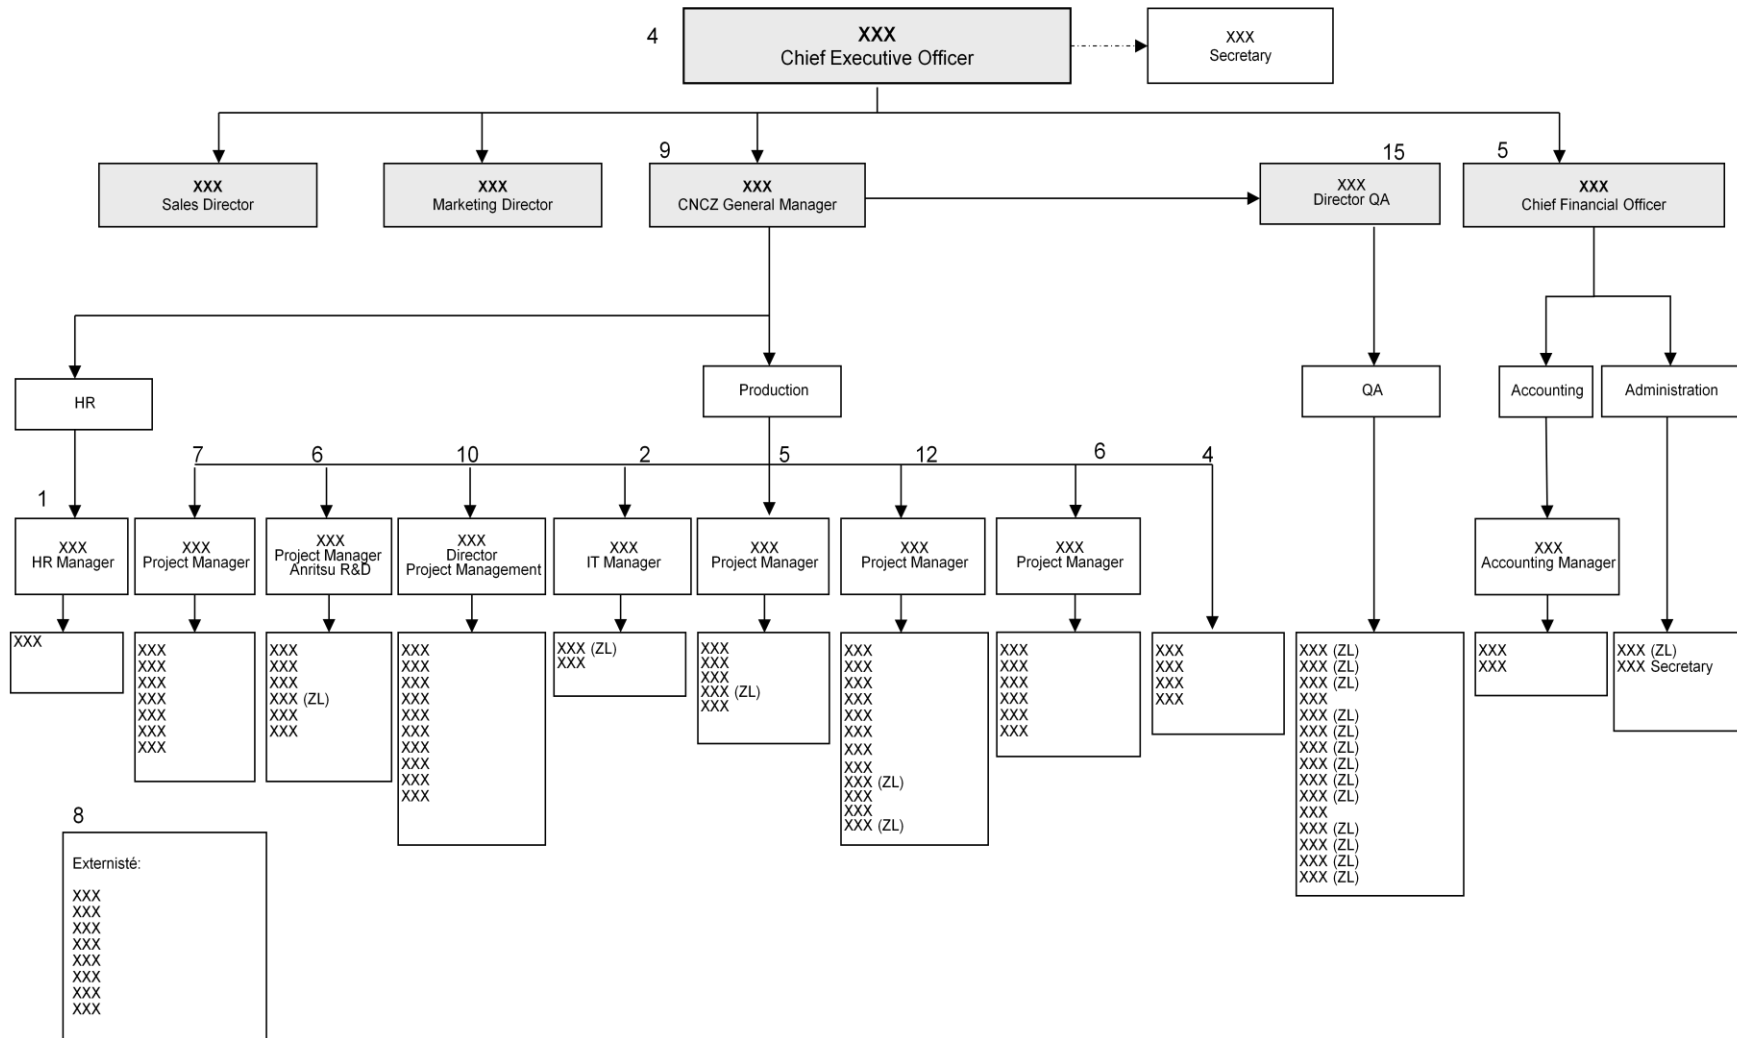 4
XXX
Chief Executive Officer
XXX
Secretary
9
15
5
XXX
Sales Director
XXX
Marketing Director
XXX
CNCZ General Manager
XXX
Director QA
XXX
Chief Financial Officer
HR
Production
QA
Accounting
Administration
7
6
10
2
5
12
6
4
1
XXX
HR Manager
XXX
Project Manager
XXX
Project Manager
Anritsu R&D
XXX
Director
Project Management
XXX
IT Manager
XXX
Project Manager
XXX
Project Manager
XXX
Project Manager
XXX
Accounting Manager
XXX
XXX
XXX
XXX
XXX
XXX
XXX
XXX
XXX
XXX
XXX
XXX (ZL)
XXX
XXX
XXX
XXX
XXX
XXX
XXX
XXX
XXX
XXX
XXX
XXX
XXX (ZL)
XXX
XXX
XXX
XXX
XXX (ZL)
XXX
XXX
XXX
XXX
XXX
XXX
XXX
XXX
XXX
XXX (ZL)
XXX
XXX
XXX (ZL)
XXX
XXX
XXX
XXX
XXX
XXX
XXX
XXX
XXX
XXX
XXX (ZL)
XXX (ZL)
XXX (ZL)
XXX
XXX (ZL)
XXX (ZL)
XXX (ZL)
XXX (ZL)
XXX (ZL)
XXX (ZL)
XXX
XXX (ZL)
XXX (ZL)
XXX (ZL)
XXX (ZL)
XXX
XXX
XXX (ZL)
XXX Secretary
8
Externisté:
XXX
XXX
XXX
XXX
XXX
XXX
XXX
XXX